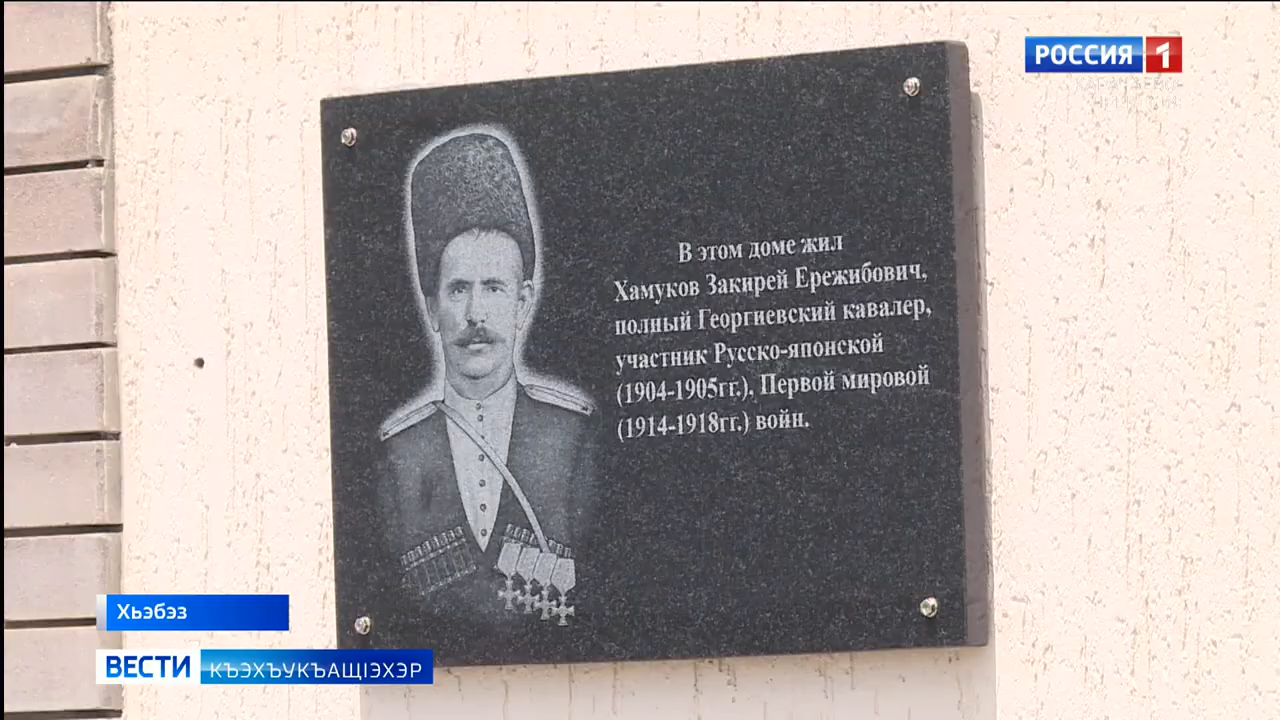 РОССИЯ 1
В этом доме жил
Хамуков Закирей Ережибович,
полный Георгиевский кавалер,
участник Русско-японской
(1904-1905гг.), Первой мировой
(1914-1918гг.) войн.
Хьэбэз
ВЕСТИ КЪЭХЪУКЪАЩIЭХЭР